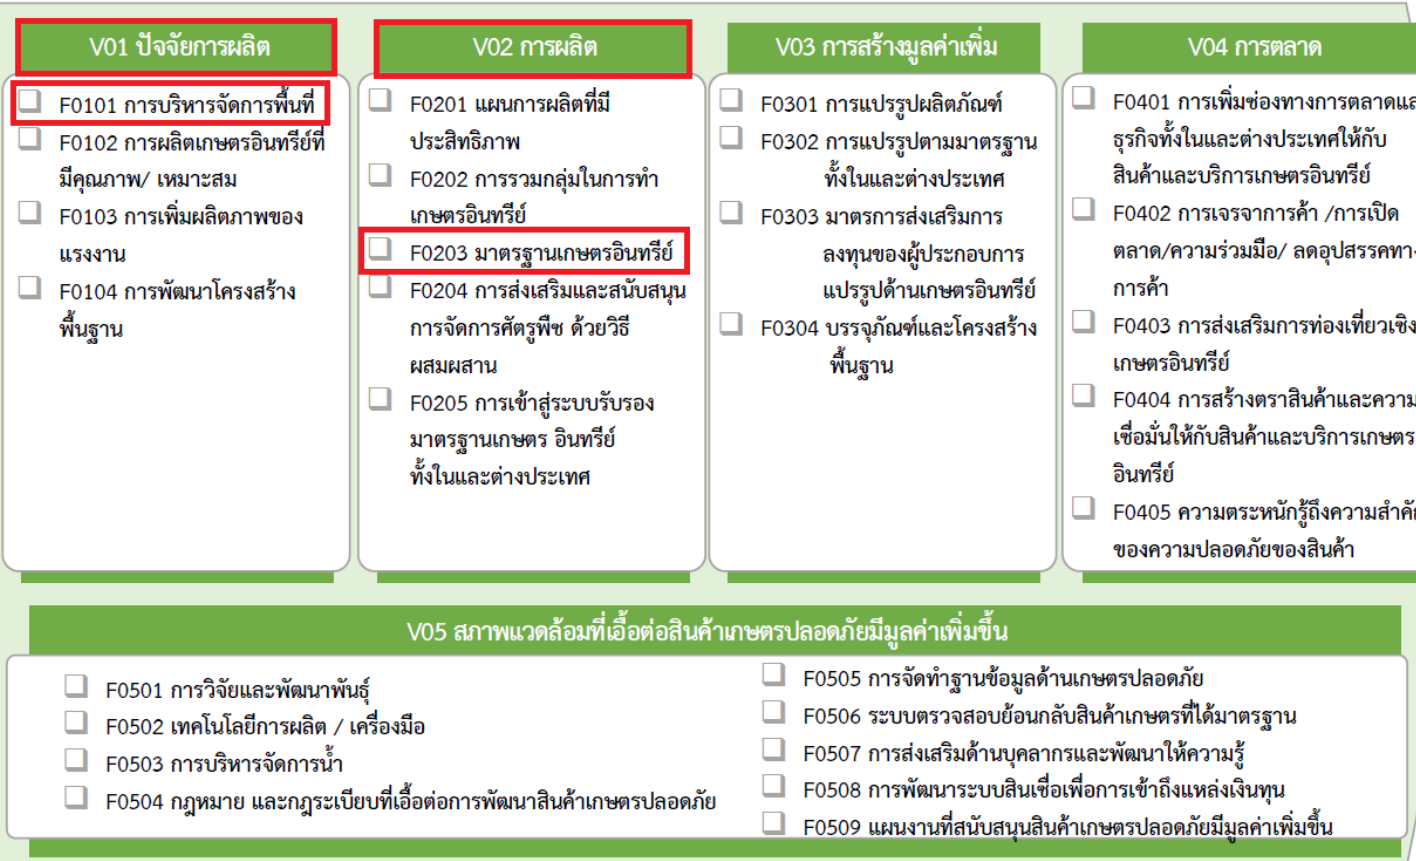 V01 ปัจจัยการผลิต
F0101 การบริหารจัดการพื้นที่
F0102 การผลิตเกษตรอินทรีย์ที่
มีคุณภาพ/ เหมาะสม
F0103 การเพิ่มผลิตภาพของ
แรงงาน
F0104 การพัฒนาโครงสร้าง
พื้นฐาน
V02 การผลิต
F0201 แผนการผลิตที่มี
ประสิทธิภาพ
F0202 การรวมกลุ่มในการทำ
เกษตรอินทรีย์
F0203 มาตรฐานเกษตรอินทรีย์
F0204 การส่งเสริมและสนับสนุน
การจัดการศัตรูพืช ด้วยวิธี
ผสมผสาน
F0205 การเข้าสู่ระบบรับรอง
มาตรฐานเกษตร อินทรีย์
ทั้งในและต่างประเทศ
V03 การสร้างมูลค่าเพิ่ม
F0301 การแปรรูปผลิตภัณฑ์
F0302 การแปรรูปตามมาตรฐาน
ทั้งในและต่างประเทศ
F0303 มาตรการส่งเสริมการ
ลงทุนของผู้ประกอบการ
แปรรูปด้านเกษตรอินทรีย์
F0304 บรรจุภัณฑ์และโครงสร้าง
พื้นฐาน
V04 การตลาด
F0401 การเพิ่มช่องทางการตลาด
ธุรกิจทั้งในและต่างประเทศให้กับ
สินค้าและบริการเกษตรอินทรีย์
F0402 การเจรจาการค้า /การเปิด
ตลาด/ความร่วมมือ/ ลดอุปสรรคทาง
การค้า
F0403 การส่งเสริมการท่องเที่ยวเชิง
เกษตรอินทรีย์
F0404 การสร้างตราสินค้าและความ
เชื่อมั่นให้กับสินค้าและบริการเกษตร
อินทรีย์
F0405 ความตระหนักรู้ถึงความ
ของความปลอดภัยของสินค้า
V05 สภาพแวดล้อมที่เอื้อต่อสินค้าเกษตรปลอดภัยมีมูลค่าเพิ่มขึ้น
F0501 การวิจัยและพัฒนาพันธุ์
F0502 เทคโนโลยีการผลิต / เครื่องมือ
F0503 การบริหารจัดการน้ำ
F0504 กฎหมาย และกฎระเบียบที่เอื้อต่อการพัฒนาสินค้าเกษตรปลอดภัย
F0505 การจัดทำฐานข้อมูลด้านเกษตรปลอดภัย
F0506 ระบบตรวจสอบย้อนกลับสินค้าเกษตรที่ได้มาตรฐาน
F0507 การส่งเสริมด้านบุคลากรและพัฒนาให้ความรู้
F0508 การพัฒนาระบบสินเชื่อเพื่อการเข้าถึงแหล่งเงินทุน
F0509 แผนงานที่สนับสนุนสินค้าเกษตรปลอดภัยมีมูลค่าเพิ่มขึ้น